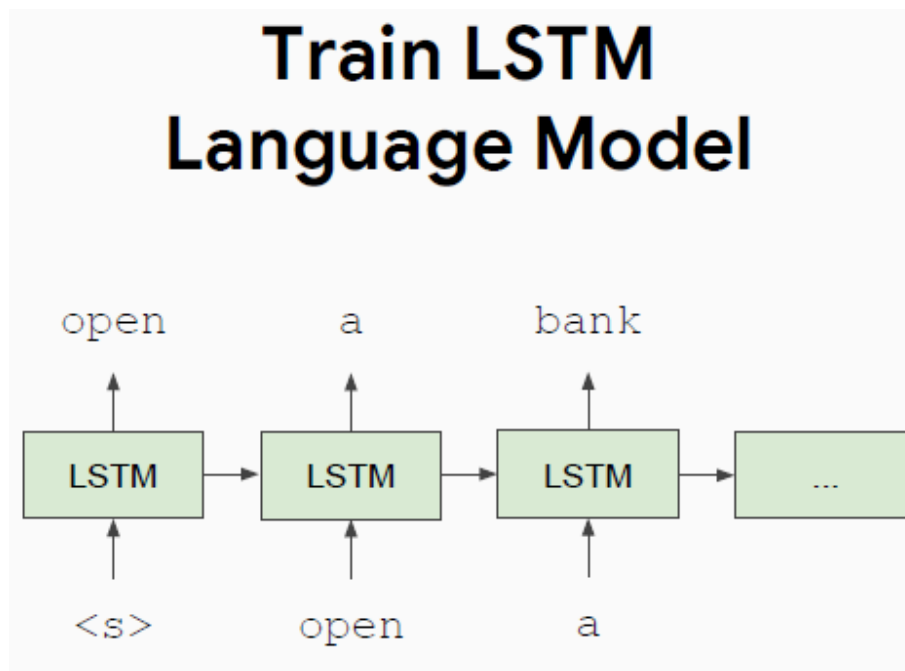 Train LSTM
Language Model
open a bank
LSTM LSTM LSTM ...
<s> open a